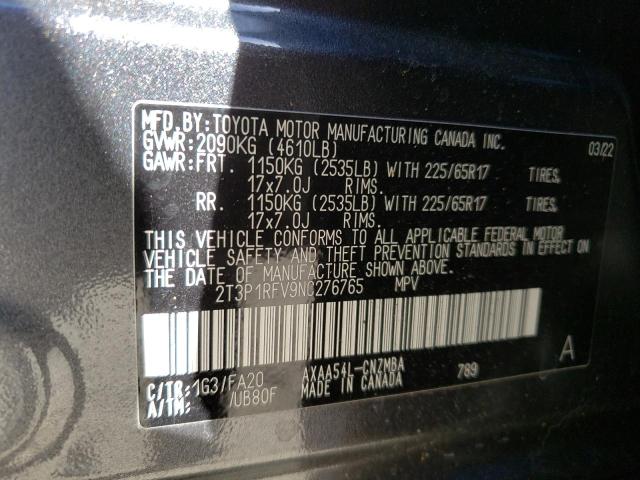 MFD.BY:TOYOTA MOTOR MANUFACTURING CANADA INC.
GVWR:2090KG (4610LB) 03/22
GAWR:FRT. 1150KG (2535LB) WITH 225/65R17 TIRES,
17x7.0J RIMS.
RR. 1150KG (2535LB) WITH 225/65R17 TIRES,
17x7.0J RIMS.
THIS VEHICLE CONFORMS TO ALL APPLICABLE FEDERAL MOTOR
VEHICLE SAFETY AND THEFT PREVENTION STANDARDS IN EFFECT ON
THE DATE OF MANUFACTURE SHOWN ABOVE.
2T3P1RFV9NC276765 MPV
A
C/TR:1G3/FA20 AXAA54L-CNZMBA 789
A/TM: /UB80F MADE IN CANADA